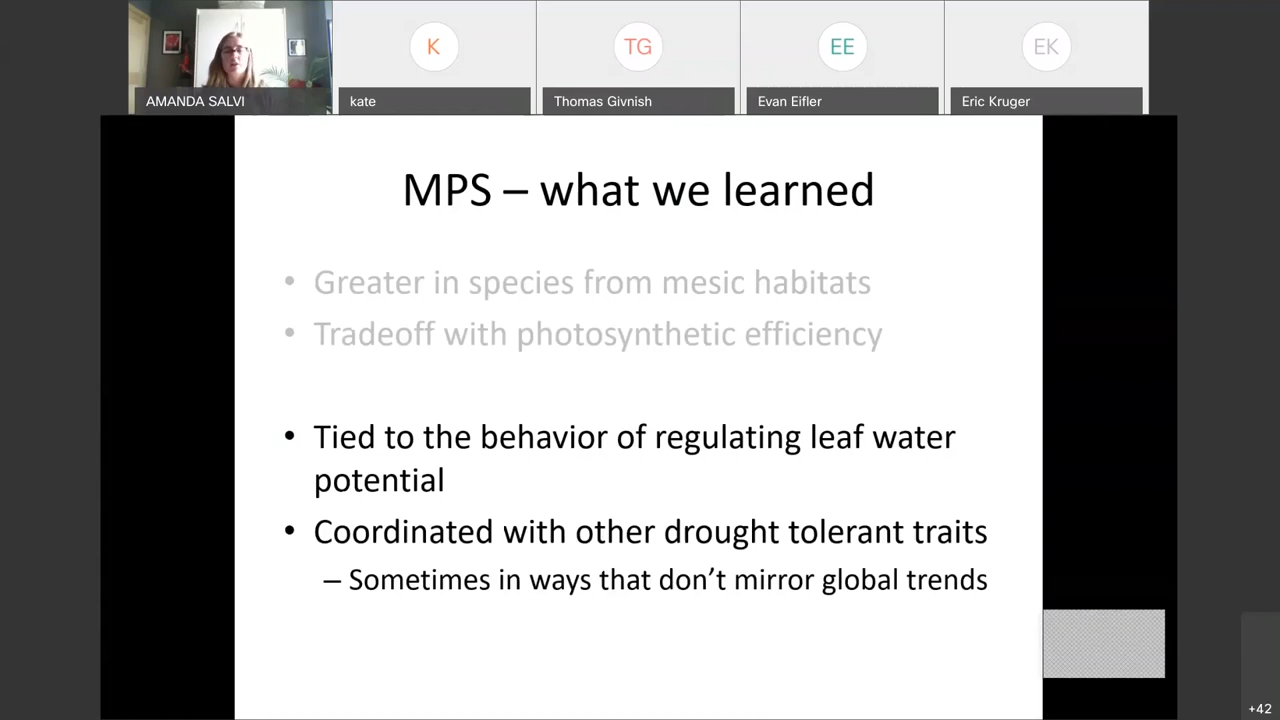 K
TG
EE
EK
AMANDA SALVI
kate
Thomas Givnish
Evan Eifler
Eric Kruger
MPS – what we learned
• Greater in species from mesic habitats
• Tradeoff with photosynthetic efficiency
• Tied to the behavior of regulating leaf water
potential
• Coordinated with other drought tolerant traits
– Sometimes in ways that don’t mirror global trends
+42